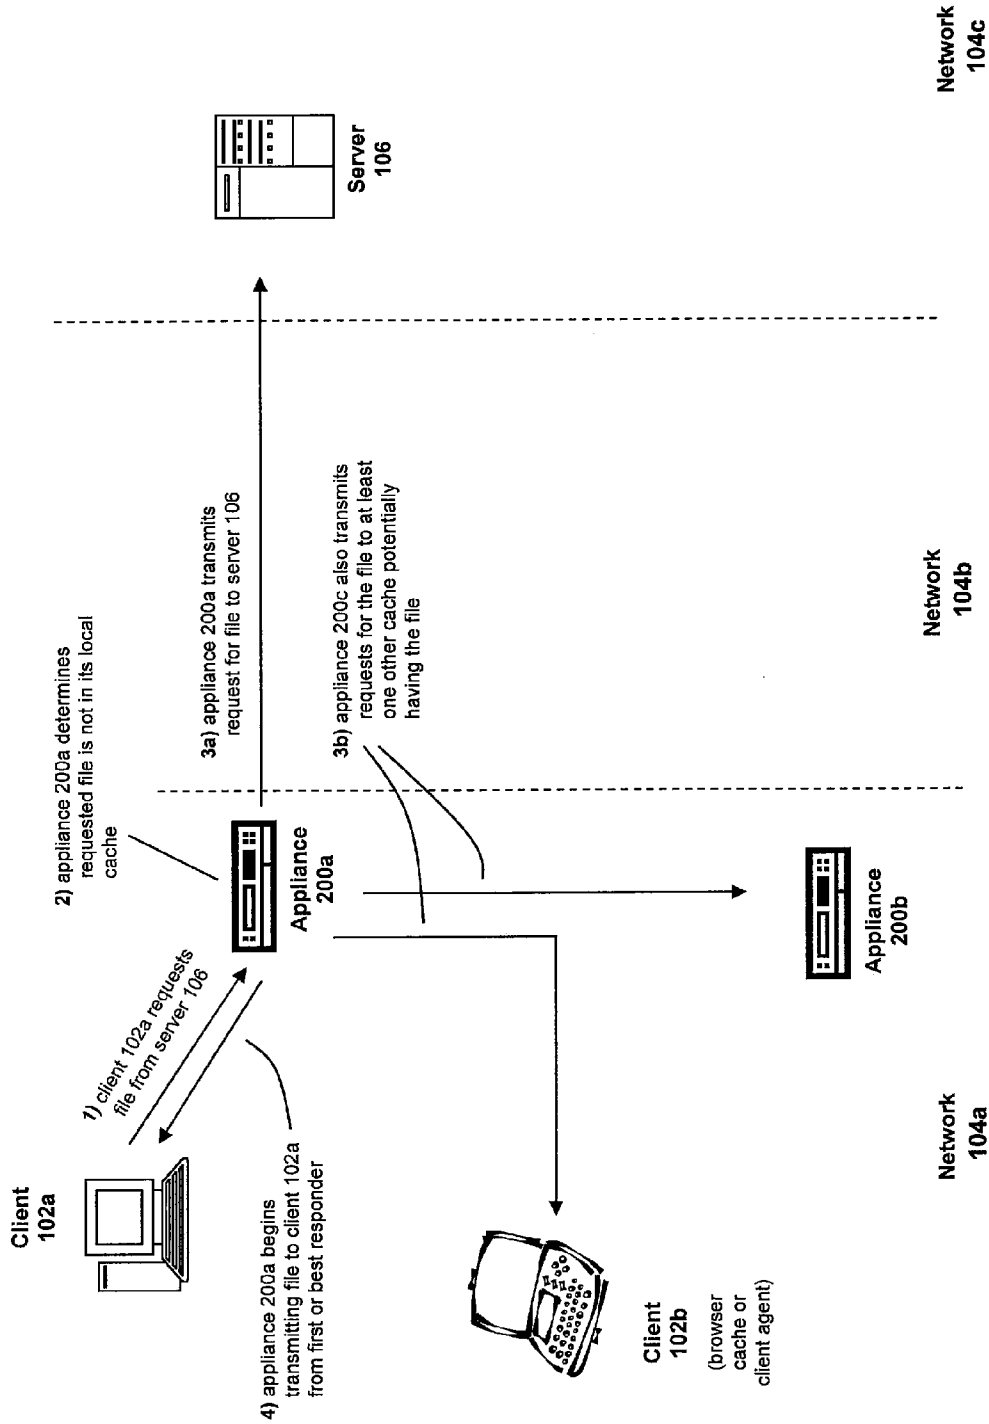 Client
102a
1) client 102a requests
file from server 106
2) appliance 200a determines
requested file is not in its local
cache
Appliance
200a
3a) appliance 200a transmits
request for file to server 106
Server
106
3b) appliance 200c also transmits
requests for the file to at least
one other cache potentially
having the file
4) appliance 200a begins
transmitting file to client 102a
from first or best responder
Client
102b
(browser
cache or
client agent)
Appliance
200b
Network
104a
Network
104b
Network
104c